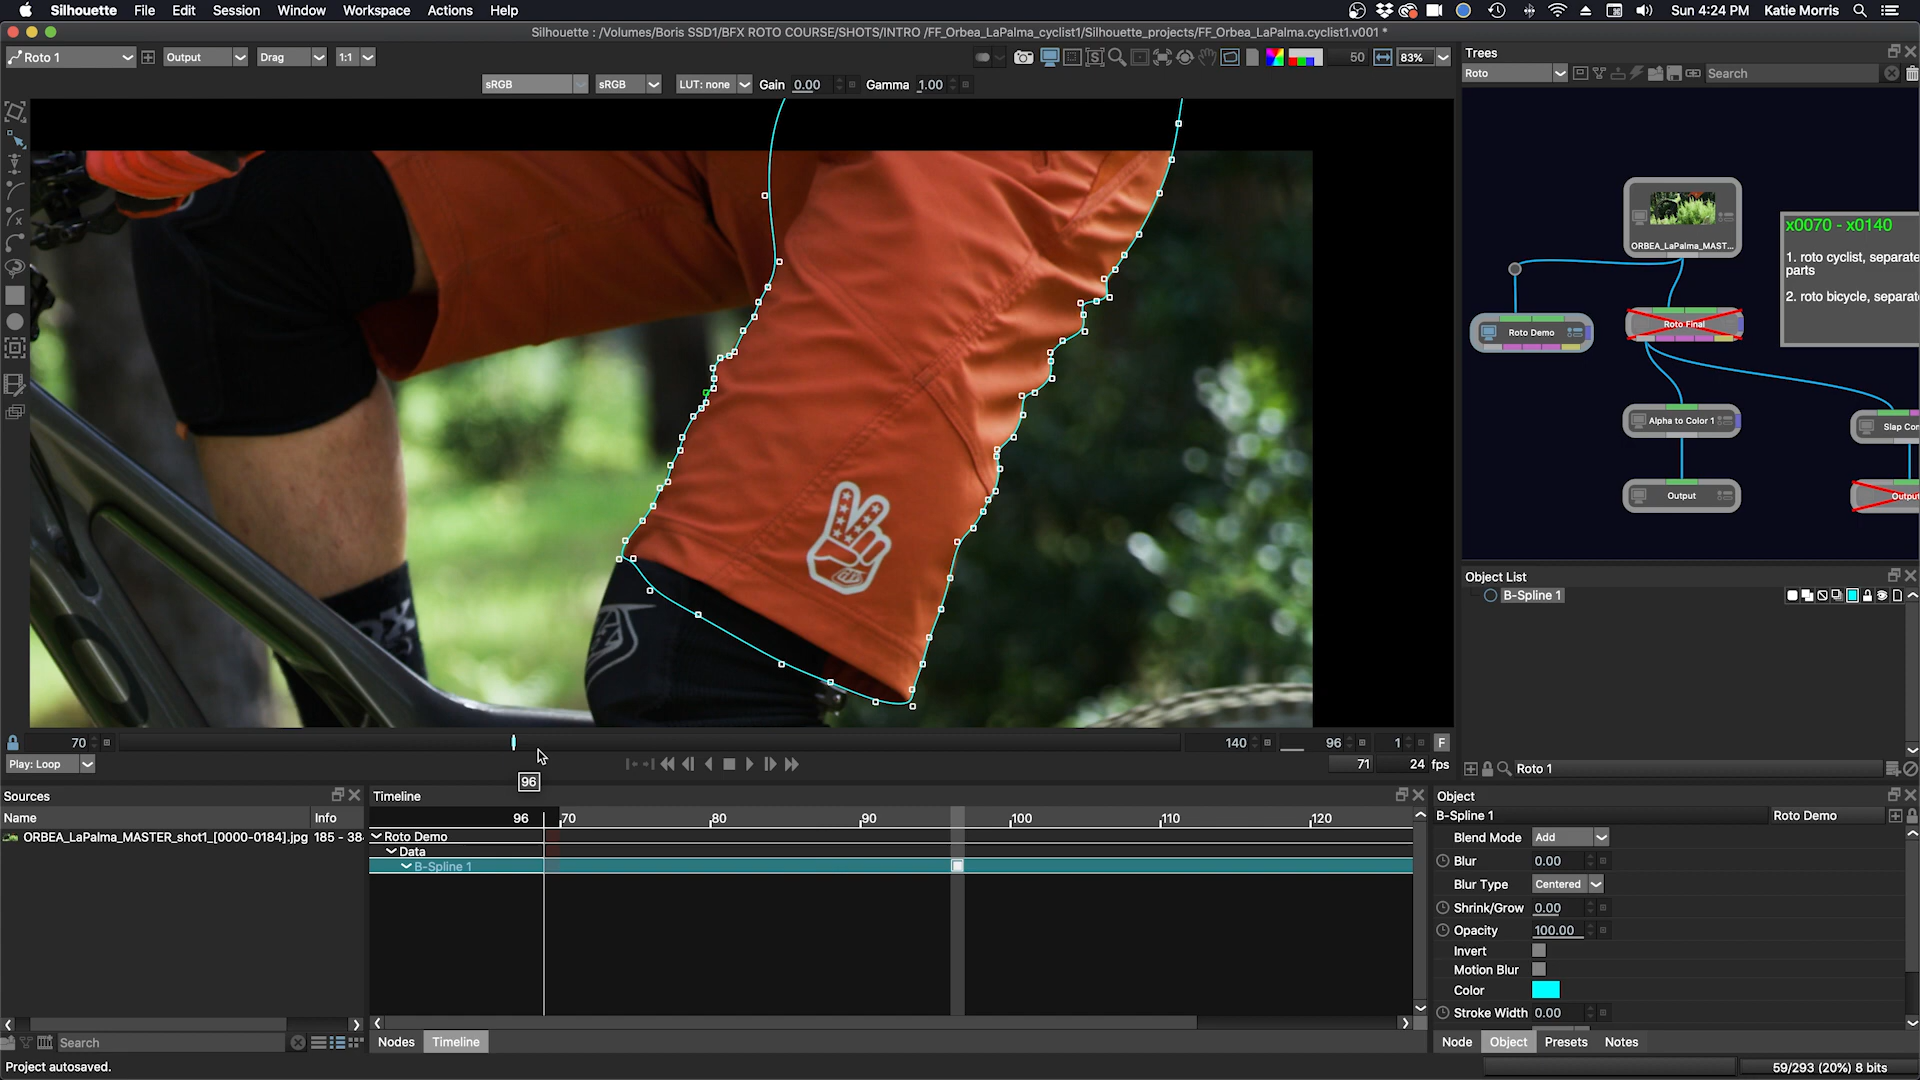 Silhouette File Edit Session Window Workspace Actions Help Sun 4:24 PM Katie Morris
Silhouette : /Volumes/Boris SSD1/BFX ROTO COURSE/SHOTS/INTRO /FF_Orbea_LaPalma_cyclist1/Silhouette_projects/FF_Orbea_LaPalma.cyclist1.v001 *
Roto 1 Output Drag 1:1 50 83%
sRGB sRGB LUT: none Gain 0.00 Gamma 1.00
Trees
Roto Search
ORBEA_LaPalma_MAST...
x0070 - x0140
1. roto cyclist, separate
parts
2. roto bicycle, separat
Roto Demo
Roto Final
Alpha to Color 1
Slap Con
Output
Output
Object List
B-Spline 1
Roto 1
70 140 96 1 F
Play: Loop 71 24 fps
96
Sources
Name Info
ORBEA_LaPalma_MASTER_shot1_[0000-0184].jpg 185 - 38
Search
Timeline
96 70 80 90 100 110 120
Roto Demo
Data
B-Spline 1
Nodes Timeline
Object
B-Spline 1 Roto Demo
Blend Mode Add
Blur 0.00
Blur Type Centered
Shrink/Grow 0.00
Opacity 100.00
Invert
Motion Blur
Color
Stroke Width 0.00
Node Object Presets Notes
Project autosaved. 59/293 (20%) 8 bits